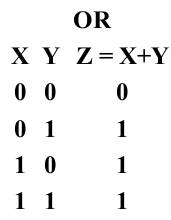 OR
X Y Z = X+Y
0 0 0
0 1 1
1 0 1
1 1 1